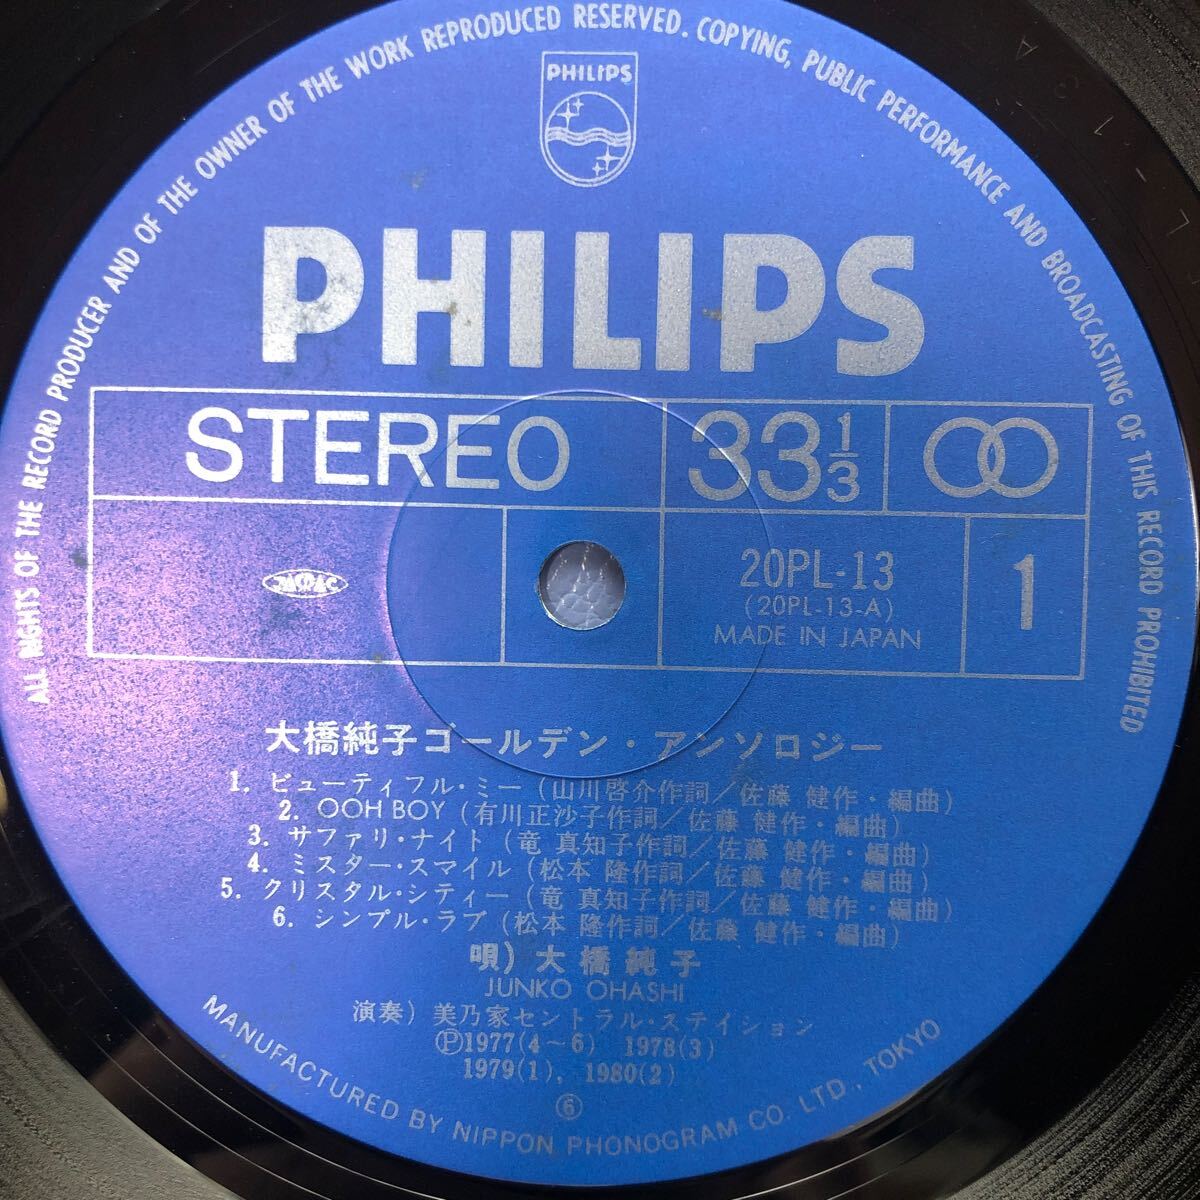 ALL RIGHTS OF THE RECORD PRODUCER AND OF THE OWNER OF THE WORK REPRODUCED RESERVED. COPYING, PUBLIC PERFORMANCE AND BROADCASTING OF THIS RECORD PROHIBITED
PHILIPS
PHILIPS
STEREO
33 1/3
20PL-13
(20PL-13-A)
MADE IN JAPAN
1
大橋純子ゴールデン・アンソロジー
1. ビューティフル・ミー (山川啓介作詞/佐藤 健作・編曲)
2. OOH BOY (有川正沙子作詞/佐藤 健作・編曲)
3. サファリ・ナイト (竜 真知子作詞/佐藤 健作・編曲)
4. ミスター・スマイル (松本 隆作詞/佐藤 健作・編曲)
5. クリスタル・シティー (竜 真知子作詞/佐藤 健作・編曲)
6. シンプル・ラブ (松本 隆作詞/佐藤 健作・編曲)
唄) 大橋純子
JUNKO OHASHI
演奏) 美乃家セントラル・ステイション
Ⓟ1977(4～6) 1978(3)
1979(1), 1980(2)
⑥
MANUFACTURED BY NIPPON PHONOGRAM CO. LTD., TOKYO